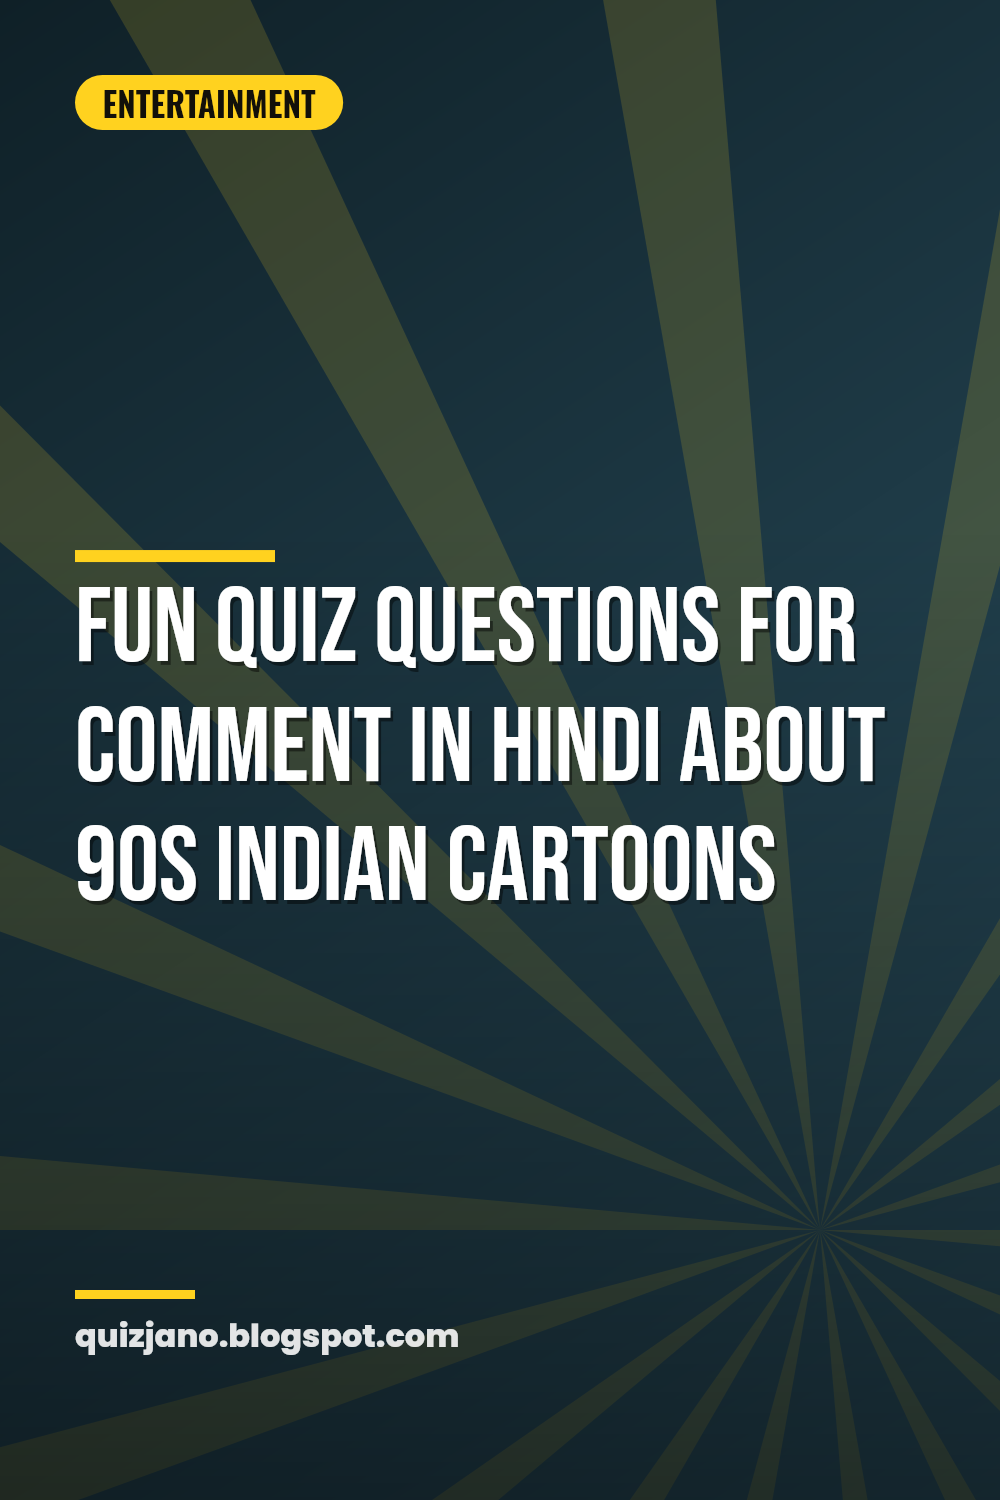 ENTERTAINMENT
FUN QUIZ QUESTIONS FOR
COMMENT IN HINDI ABOUT
90S INDIAN CARTOONS
quizjano.blogspot.com